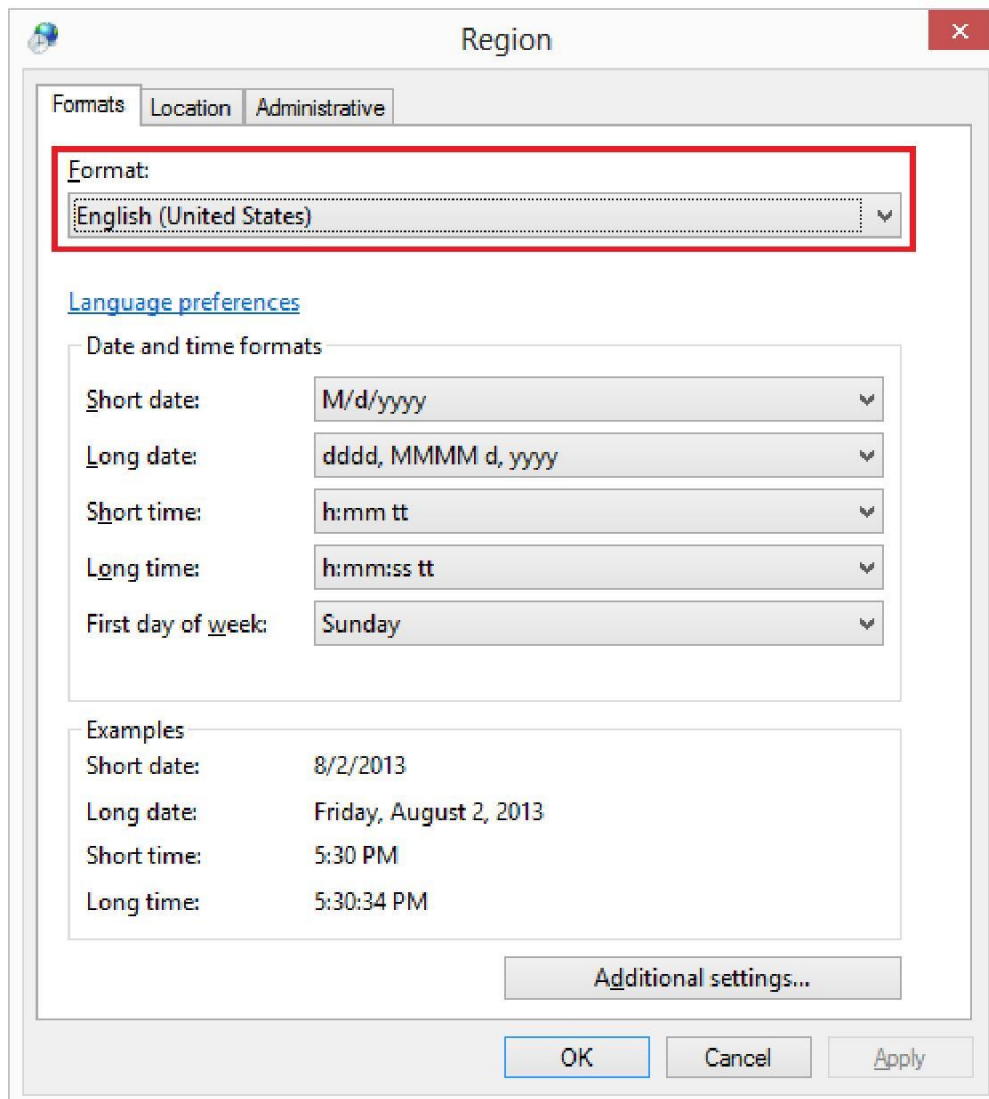 Region
Formats Location Administrative
Format:
English (United States)
Language preferences
Date and time formats
Short date: M/d/yyyy
Long date: dddd, MMMM d, yyyy
Short time: h:mm tt
Long time: h:mm:ss tt
First day of week: Sunday
Examples
Short date: 8/2/2013
Long date: Friday, August 2, 2013
Short time: 5:30 PM
Long time: 5:30:34 PM
Additional settings...
OK Cancel Apply